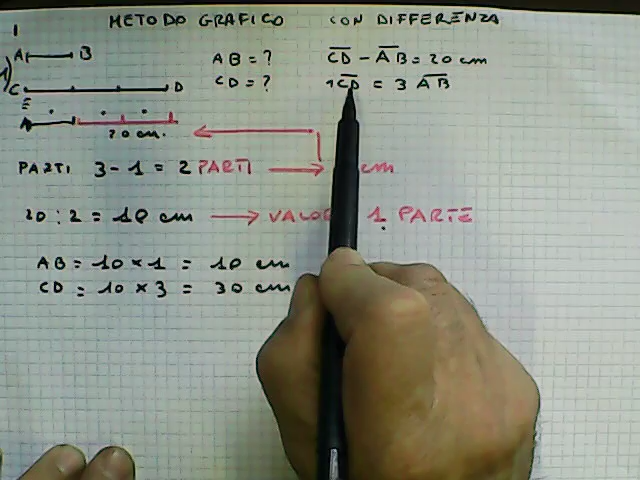 1 METODO GRAFICO CON DIFFERENZA
A B AB = ? CD - AB = 20 cm
C D CD = ? 1CD = 3 AB
E
A 20 cm.
PARTI 3-1 = 2 PARTI → cm
20 : 2 = 10 cm → VALOR 1 PARTE
AB = 10 x 1 = 10 cm
CD = 10 x 3 = 30 cm